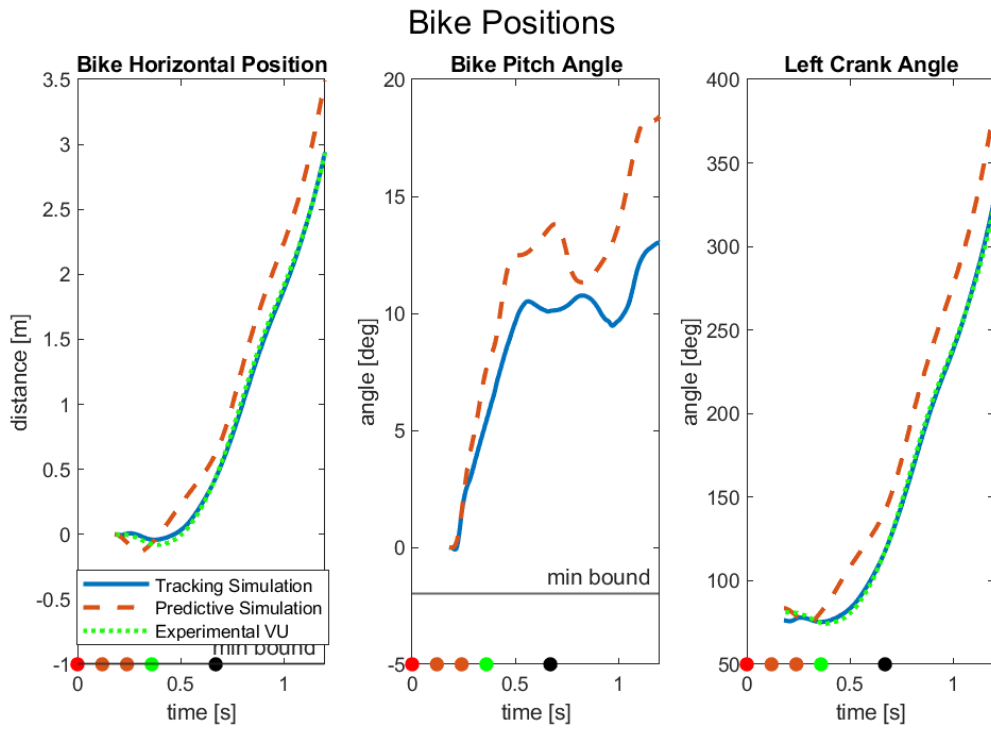 Bike Positions
Bike Horizontal Position
3.5
3
2.5
2
1.5
1
0.5
0
-0.5
-1
distance [m]
Tracking Simulation
Predictive Simulation
Experimental VU
min bound
0
0.5
1
time [s]
Bike Pitch Angle
20
15
10
5
0
-5
angle [deg]
min bound
0
0.5
1
time [s]
Left Crank Angle
400
350
300
250
200
150
100
50
angle [deg]
0
0.5
1
time [s]